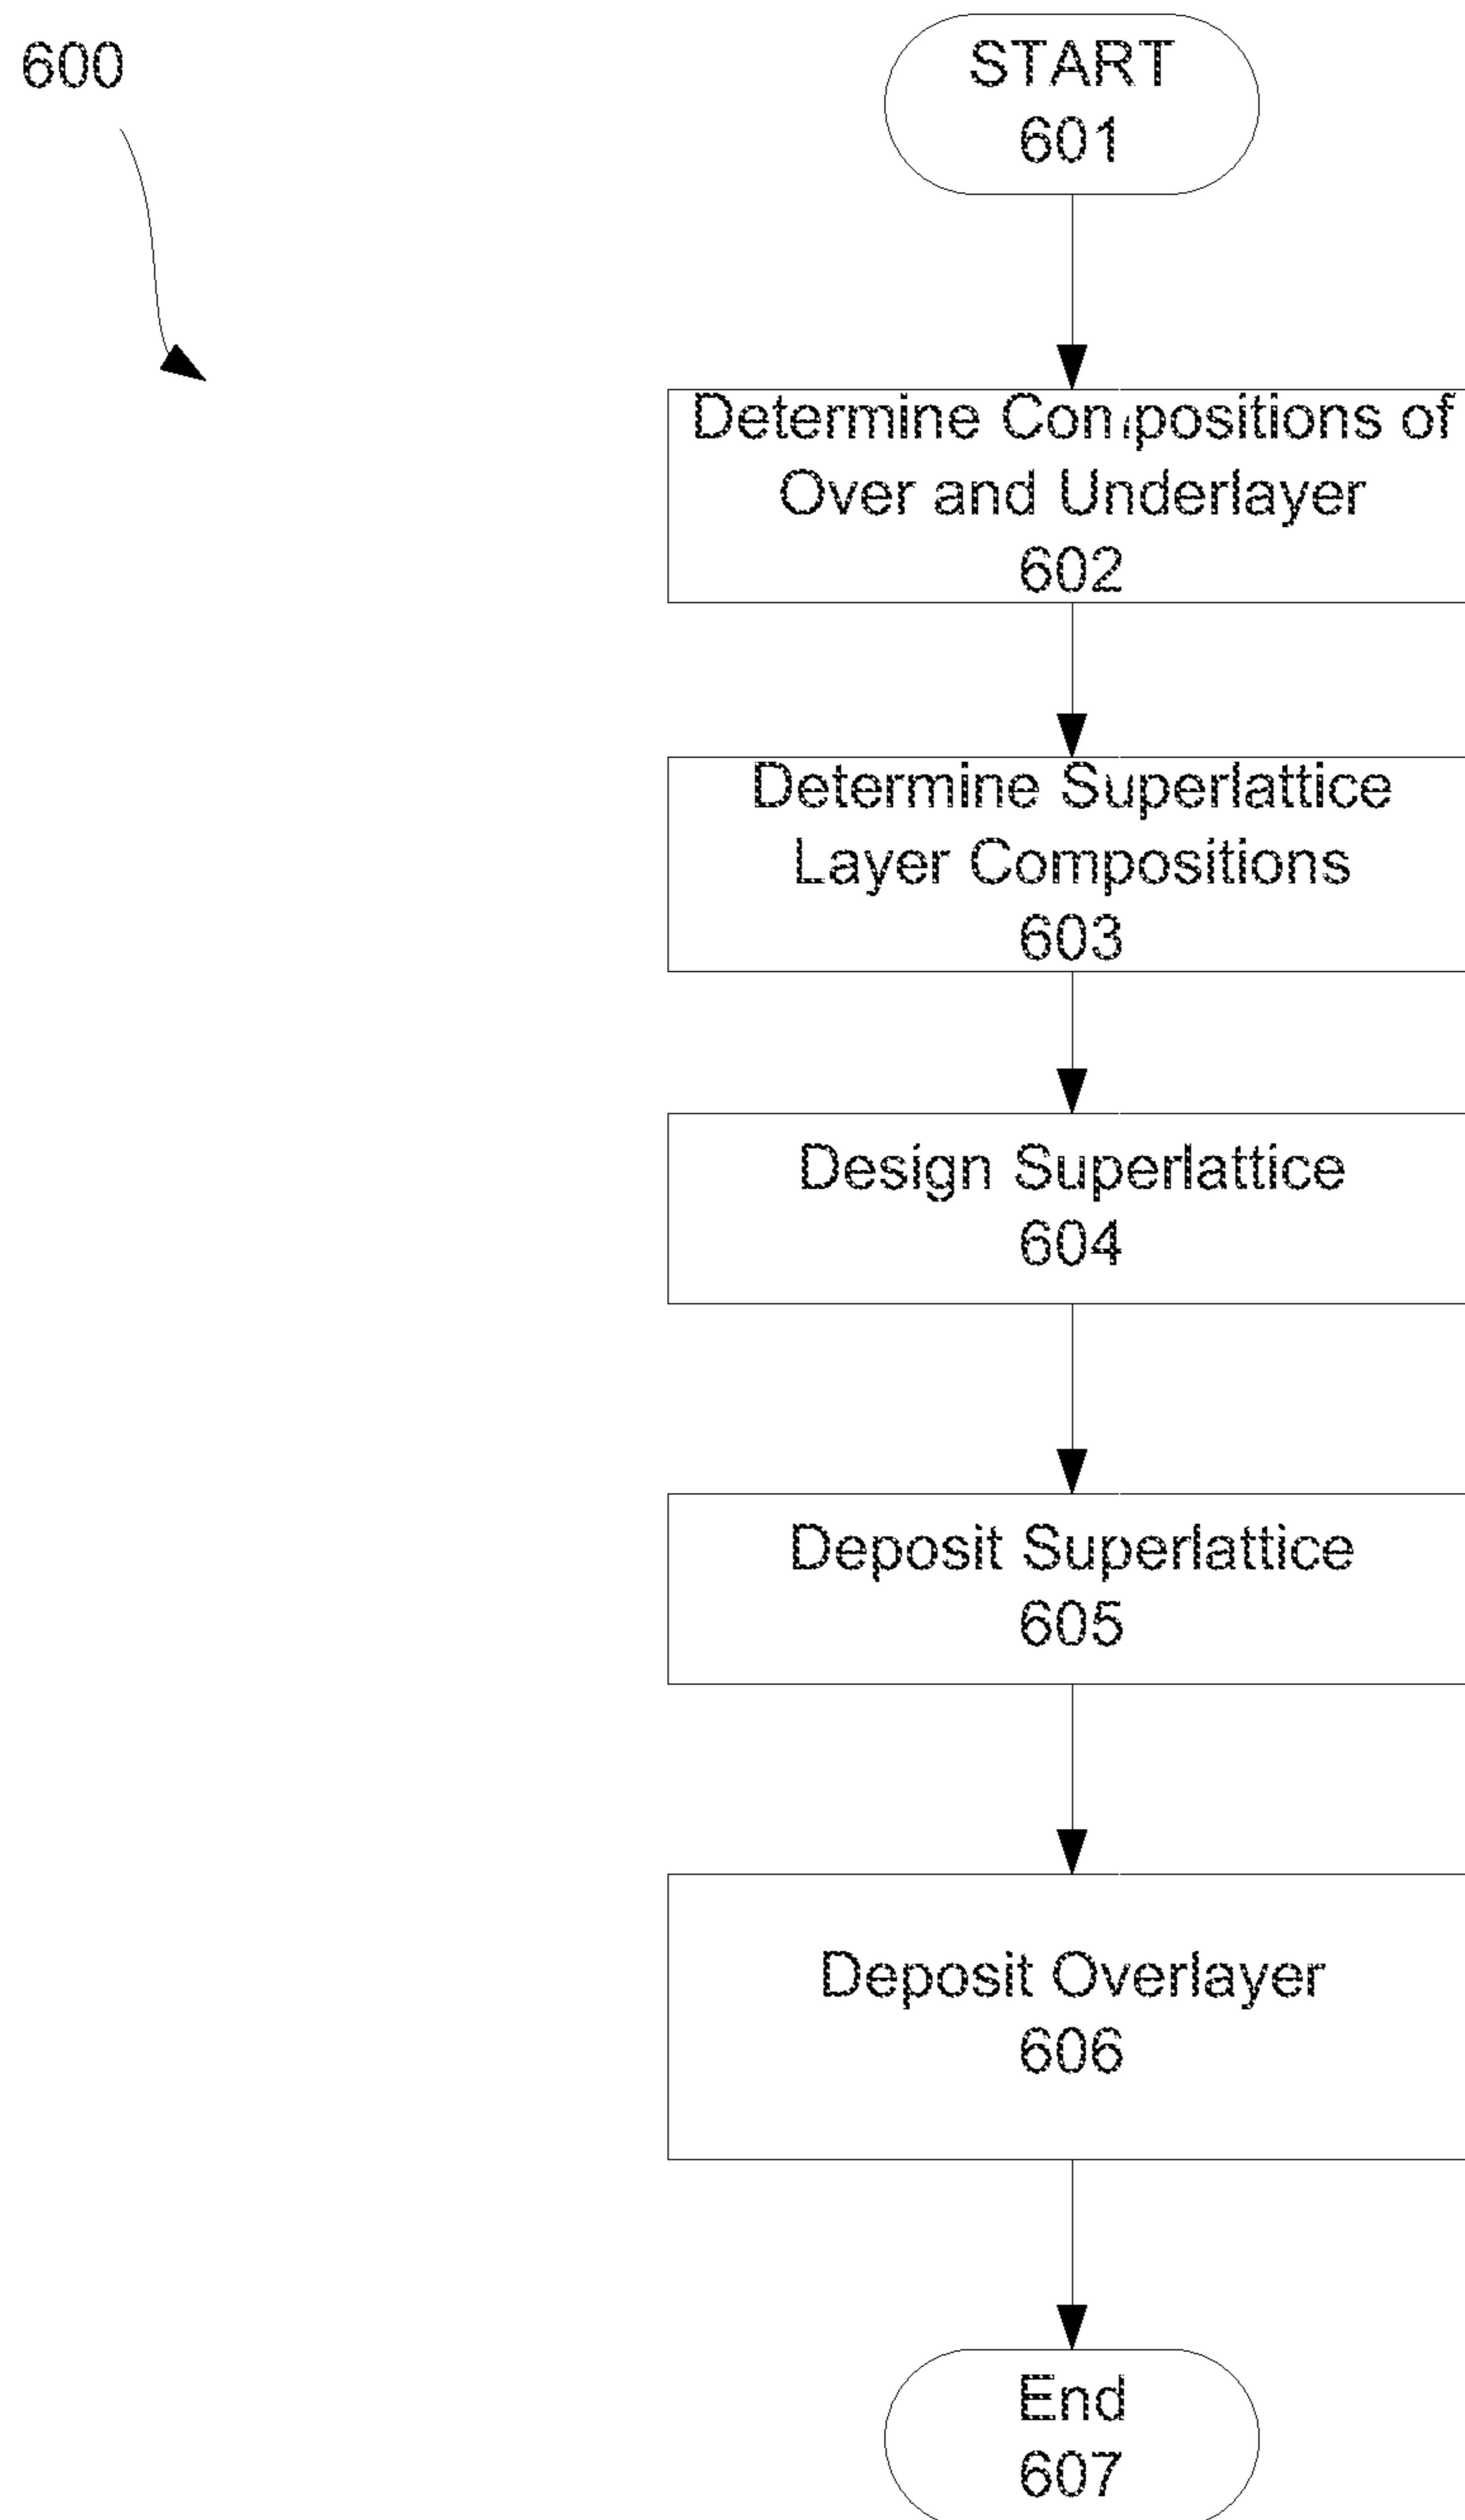 600
START
601
Determine Compositions of
Over and Underlayer
602
Determine Superlattice
Layer Compositions
603
Design Superlattice
604
Deposit Superlattice
605
Deposit Overlayer
606
End
607